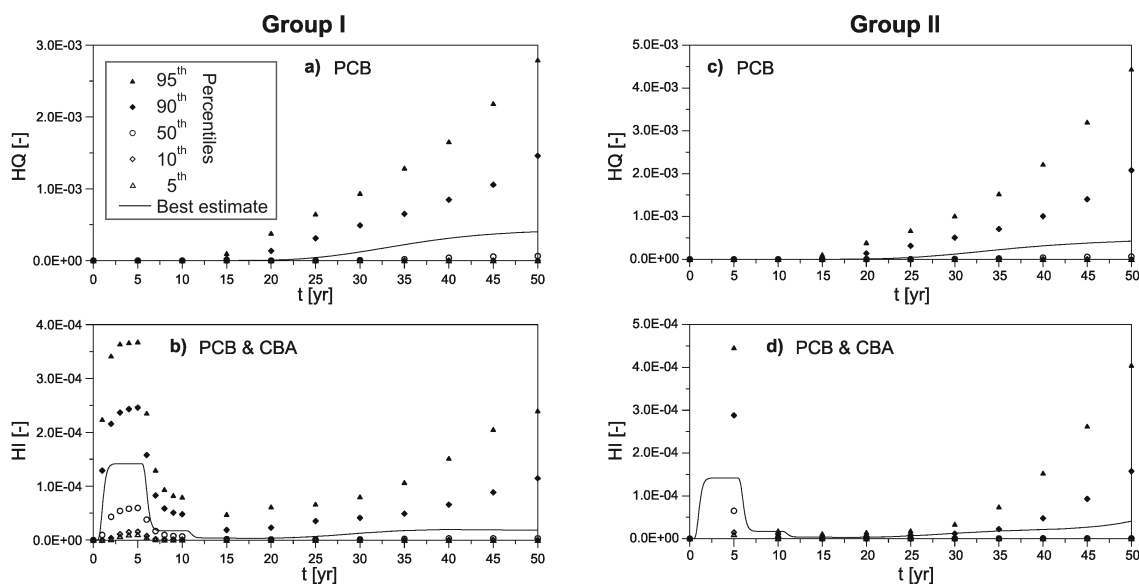 Group I
Group II
3.0E-03
2.0E-03
1.0E-03
0.0E+00
HQ [-]
a) PCB
95th
90th
50th
10th
5th
Percentiles
Best estimate
0 5 10 15 20 25 30 35 40 45 50
t [yr]
5.0E-03
4.0E-03
3.0E-03
2.0E-03
1.0E-03
0.0E+00
HQ [-]
c) PCB
0 5 10 15 20 25 30 35 40 45 50
t [yr]
4.0E-04
3.0E-04
2.0E-04
1.0E-04
0.0E+00
HI [-]
b) PCB & CBA
0 5 10 15 20 25 30 35 40 45 50
t [yr]
5.0E-04
4.0E-04
3.0E-04
2.0E-04
1.0E-04
0.0E+00
HI [-]
d) PCB & CBA
0 5 10 15 20 25 30 35 40 45 50
t [yr]